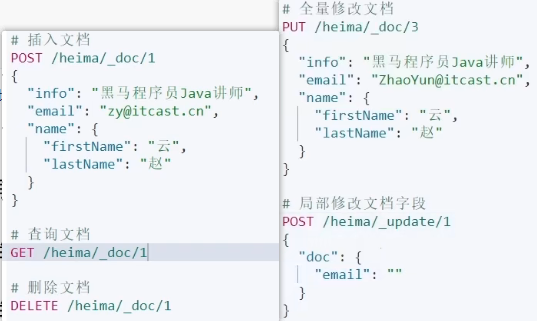 # 插入文档
POST /heima/_doc/1
{
  "info": "黑马程序员Java讲师",
  "email": "zy@itcast.cn",
  "name": {
    "firstName": "云",
    "lastName": "赵"
  }
}
# 查询文档
GET /heima/_doc/1
# 删除文档
DELETE /heima/_doc/1
# 全量修改文档
PUT /heima/_doc/3
{
  "info": "黑马程序员Java讲师",
  "email": "ZhaoYun@itcast.cn",
  "name": {
    "firstName": "云",
    "lastName": "赵"
  }
}
# 局部修改文档字段
POST /heima/_update/1
{
  "doc": {
    "email": ""
  }
}